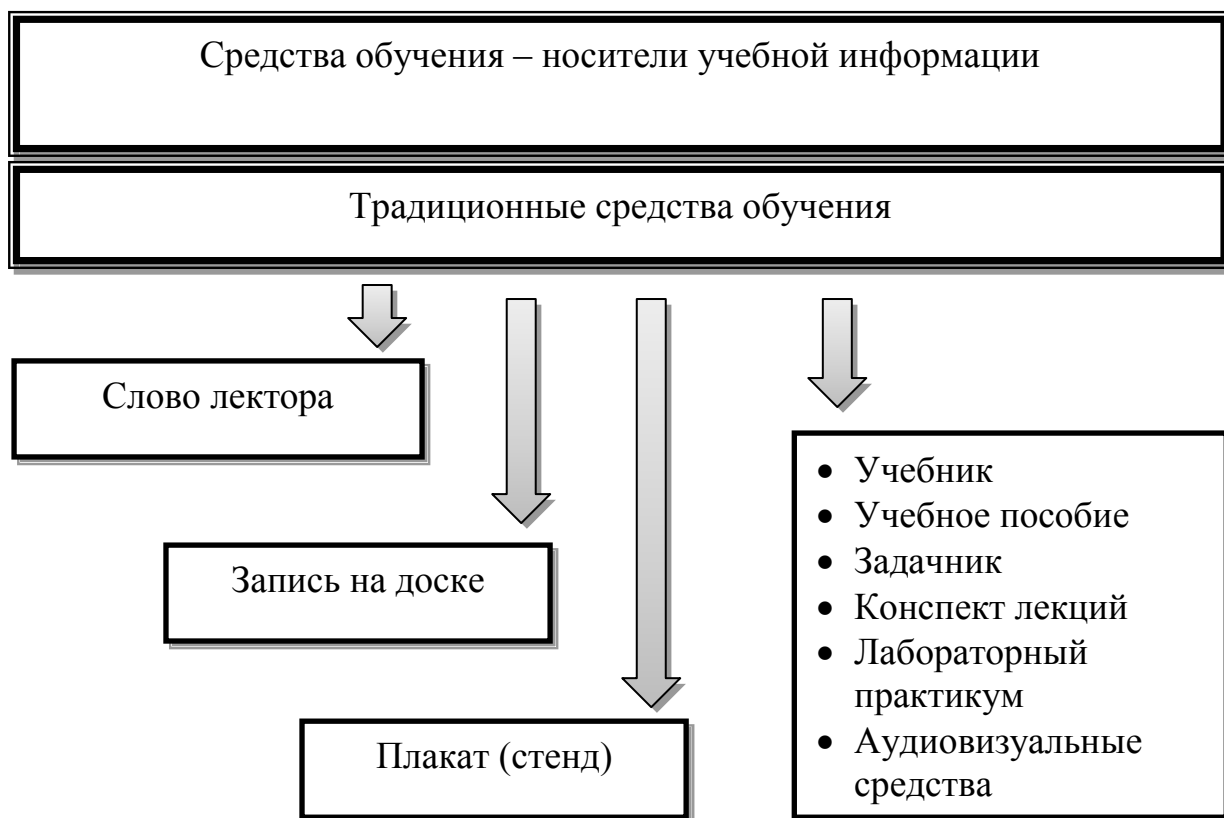 Средства обучения – носители учебной информации
Традиционные средства обучения
Слово лектора
Запись на доске
Плакат (стенд)
• Учебник
• Учебное пособие
• Задачник
• Конспект лекций
• Лабораторный
практикум
• Аудиовизуальные
средства